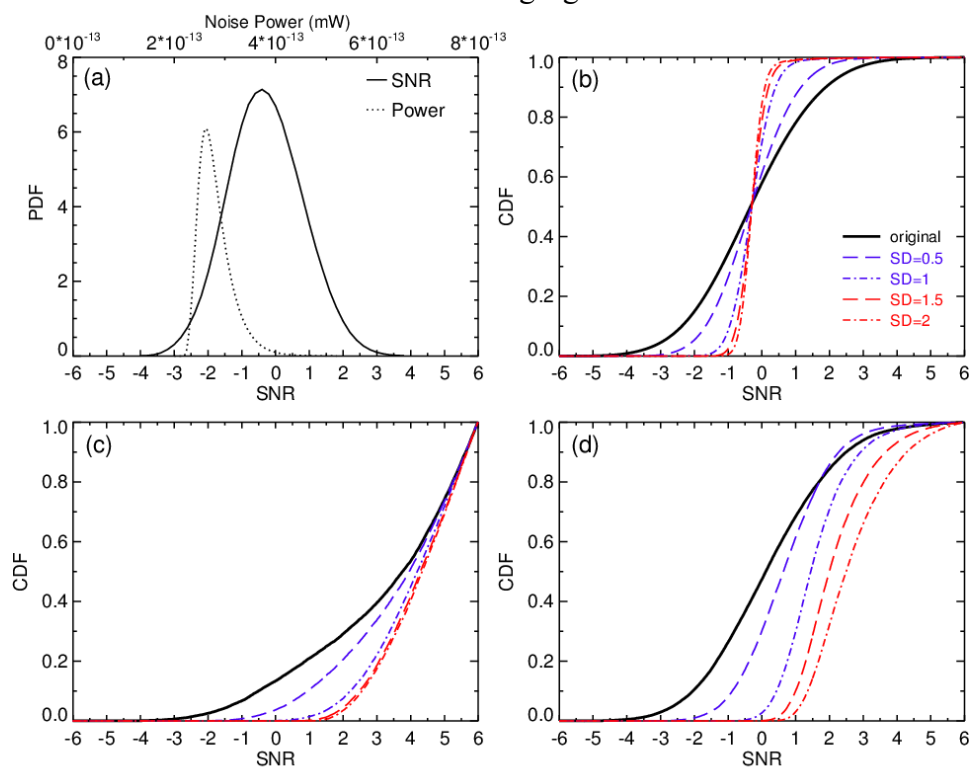 Noise Power (mW)
0*10-13 2*10-13 4*10-13 6*10-13 8*10-13
(a)
SNR
Power
PDF
8
6
4
2
0
-6 -5 -4 -3 -2 -1 0 1 2 3 4 5 6
SNR
(b)
CDF
1.0
0.8
0.6
0.4
0.2
0.0
original
SD=0.5
SD=1
SD=1.5
SD=2
-6 -5 -4 -3 -2 -1 0 1 2 3 4 5 6
SNR
(c)
CDF
1.0
0.8
0.6
0.4
0.2
0.0
-6 -5 -4 -3 -2 -1 0 1 2 3 4 5 6
SNR
(d)
CDF
1.0
0.8
0.6
0.4
0.2
0.0
-6 -5 -4 -3 -2 -1 0 1 2 3 4 5 6
SNR